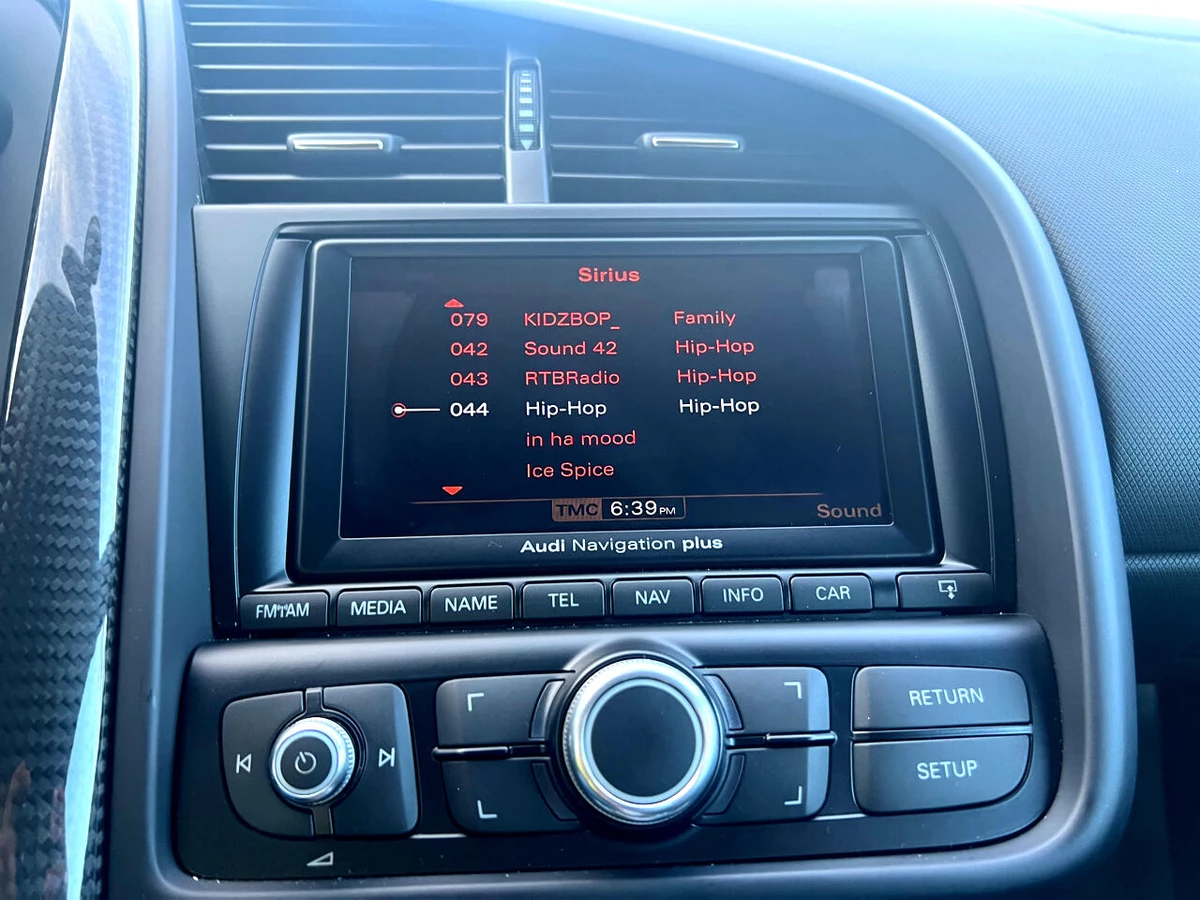 Sirius
079 KIDZBOP_ Family
042 Sound 42 Hip-Hop
043 RTBRadio Hip-Hop
044 Hip-Hop Hip-Hop
in ha mood
Ice Spice
TMC 6:39PM Sound
Audi Navigation plus
FM/AM MEDIA NAME TEL NAV INFO CAR
RETURN
SETUP